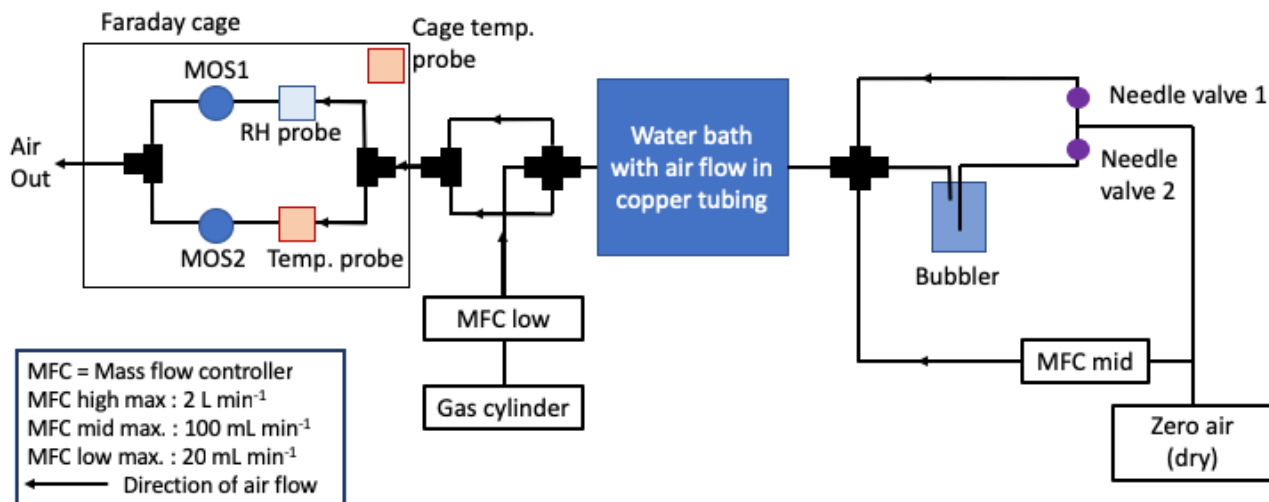 Faraday cage
Cage temp.
probe
MOS1
RH probe
Air
Out
MOS2
Temp. probe
Water bath
with air flow in
copper tubing
Needle valve 1
Needle
valve 2
Bubbler
MFC low
Gas cylinder
MFC mid
Zero air
(dry)
MFC = Mass flow controller
MFC high max : 2 L min⁻¹
MFC mid max. : 100 mL min⁻¹
MFC low max. : 20 mL min⁻¹
Direction of air flow